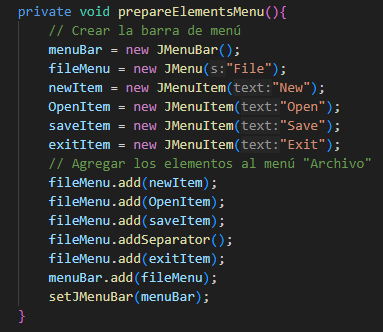 private void prepareElementsMenu(){
// Crear la barra de menú
menuBar = new JMenuBar();
fileMenu = new JMenu(s:"File");
newItem = new JMenuItem(text:"New");
OpenItem = new JMenuItem(text:"Open");
saveItem = new JMenuItem(text:"Save");
exitItem = new JMenuItem(text:"Exit");
// Agregar los elementos al menú "Archivo"
fileMenu.add(newItem);
fileMenu.add(OpenItem);
fileMenu.add(saveItem);
fileMenu.addSeparator();
fileMenu.add(exitItem);
menuBar.add(fileMenu);
setJMenuBar(menuBar);
}